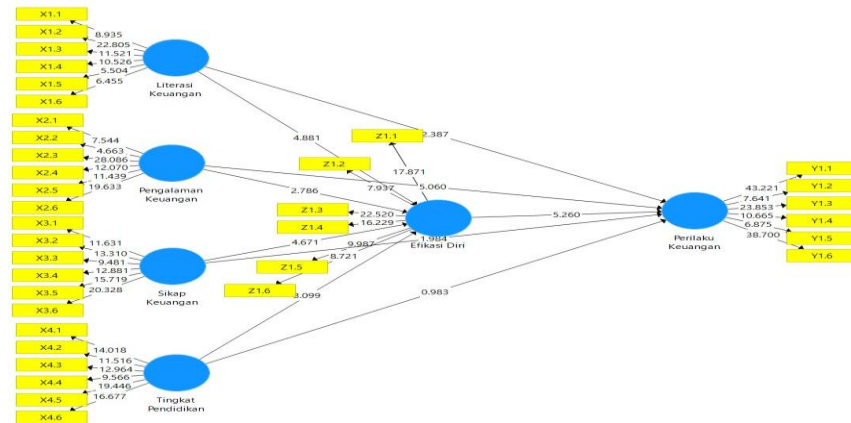 X1.1
X1.2
X1.3
X1.4
X1.5
X1.6
8.935
22.805
11.521
10.526
5.504
6.455
Literasi
Keuangan
X2.1
X2.2
X2.3
X2.4
X2.5
X2.6
7.544
4.663
28.086
12.070
11.439
19.633
Pengalaman
Keuangan
X3.1
X3.2
X3.3
X3.4
X3.5
X3.6
11.631
13.310
9.481
12.881
15.719
20.328
Sikap
Keuangan
X4.1
X4.2
X4.3
X4.4
X4.5
X4.6
14.018
11.516
12.964
9.566
19.446
16.677
Tingkat
Pendidikan
4.881
2.786
4.671
3.099
Z1.1
Z1.2
Z1.3
Z1.4
Z1.5
Z1.6
17.871
7.937
22.520
16.229
9.987
8.721
Efikasi Diri
2.387
5.060
5.260
1.984
0.983
Perilaku
Keuangan
43.221
7.641
23.853
10.665
6.875
38.700
Y1.1
Y1.2
Y1.3
Y1.4
Y1.5
Y1.6